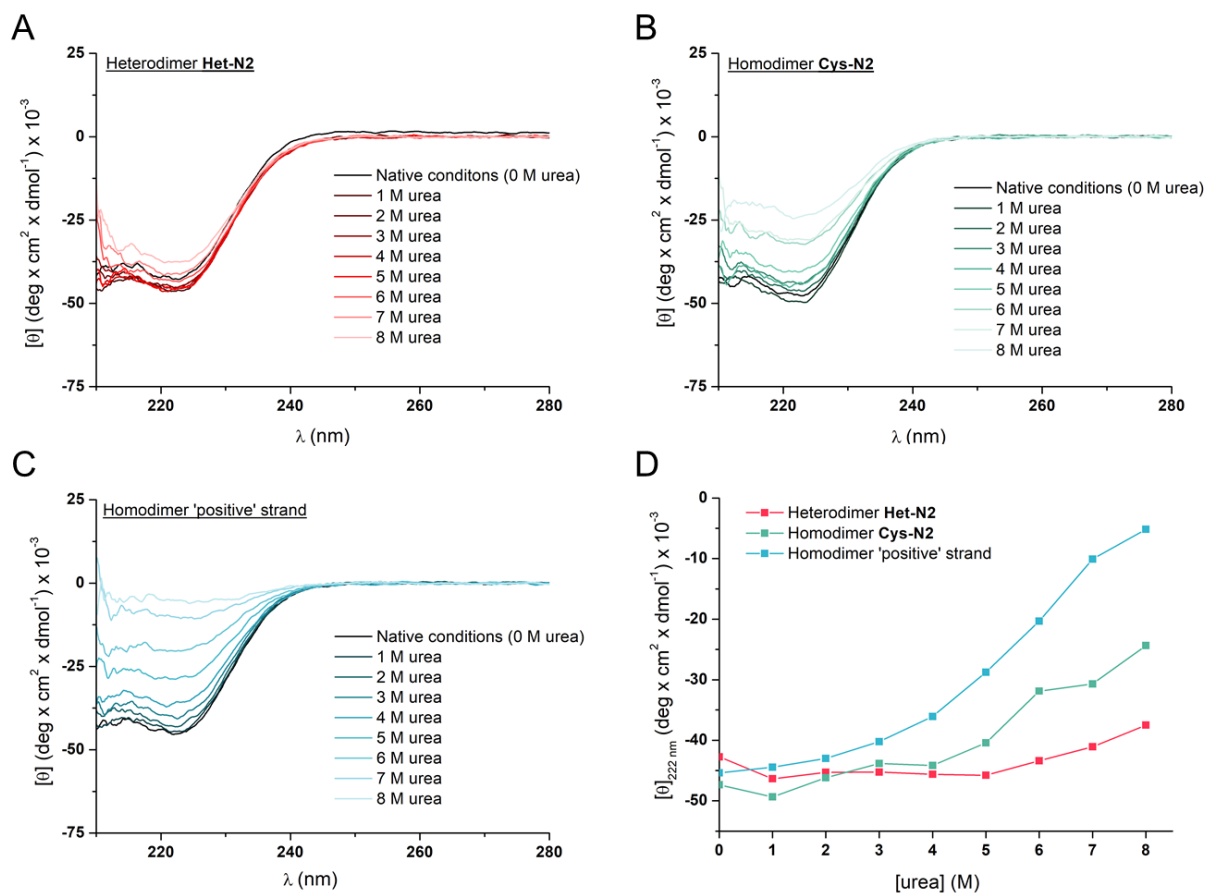 A
Heterodimer Het-N2
[θ] (deg x cm² x dmol⁻¹) x 10⁻³
25
0
-25
-50
-75
220
240
260
280
λ (nm)
Native conditons (0 M urea)
1 M urea
2 M urea
3 M urea
4 M urea
5 M urea
6 M urea
7 M urea
8 M urea
B
Homodimer Cys-N2
[θ] (deg x cm² x dmol⁻¹) x 10⁻³
25
0
-25
-50
-75
220
240
260
280
λ (nm)
Native conditions (0 M urea)
1 M urea
2 M urea
3 M urea
4 M urea
5 M urea
6 M urea
7 M urea
8 M urea
C
Homodimer 'positive' strand
[θ] (deg x cm² x dmol⁻¹) x 10⁻³
25
0
-25
-50
-75
220
240
260
280
λ (nm)
Native conditions (0 M urea)
1 M urea
2 M urea
3 M urea
4 M urea
5 M urea
6 M urea
7 M urea
8 M urea
D
Heterodimer Het-N2
Homodimer Cys-N2
Homodimer 'positive' strand
[θ]222 nm (deg x cm² x dmol⁻¹) x 10⁻³
0
-10
-20
-30
-40
-50
0
1
2
3
4
5
6
7
8
[urea] (M)